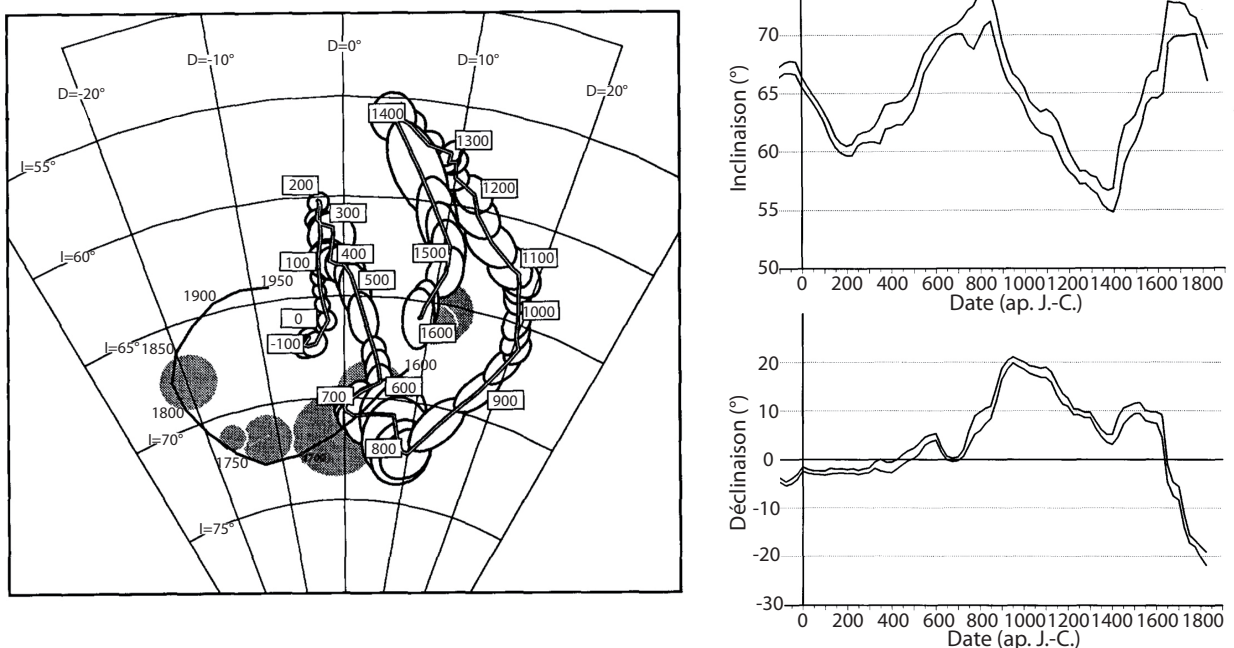 D=0°
D=-10°
D=10°
D=-20°
D=20°
I=55°
I=60°
I=65°
I=70°
I=75°
1400
1300
200
1200
300
400
1500
1100
100
500
1950
1900
0
1000
-100
1600
1850
1600
600
700
900
1800
800
1750
1700
Inclinaison (°)
70
65
60
55
50
0 200 400 600 800 1000 1200 1400 1600 1800
Date (ap. J.-C.)
Déclinaison (°)
20
10
0
-10
-20
-30
0 200 400 600 800 1000 1200 1400 1600 1800
Date (ap. J.-C.)